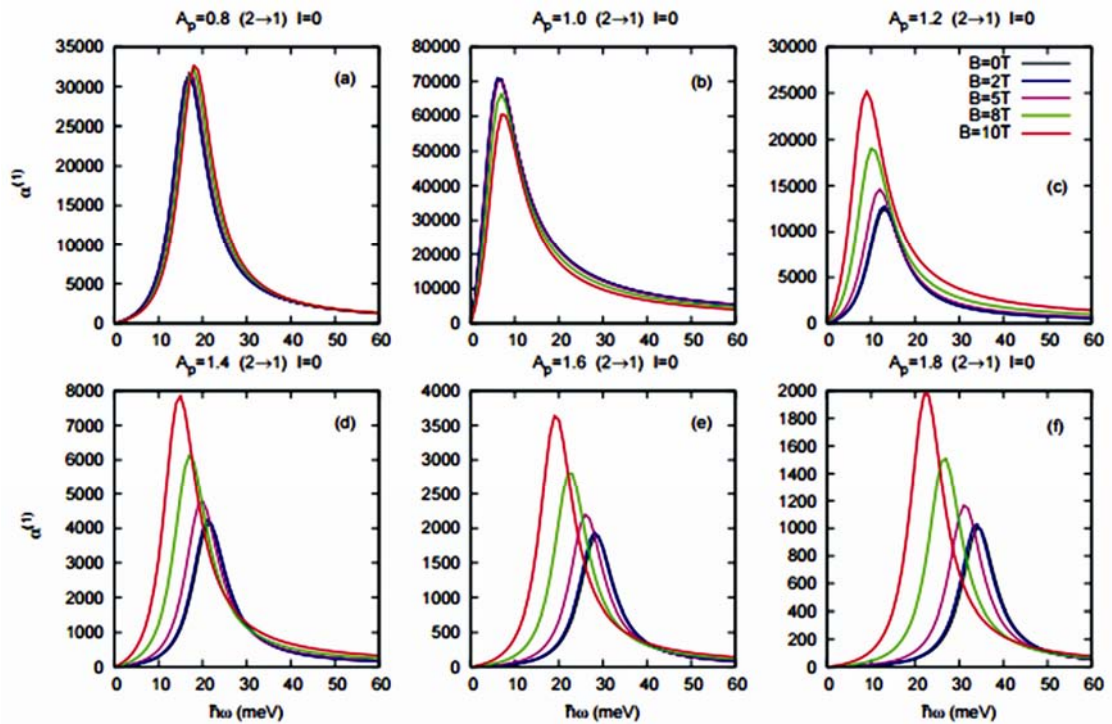 A_p=0.8 (2→1) l=0
A_p=1.0 (2→1) l=0
A_p=1.2 (2→1) l=0
α^(1)
35000
30000
25000
20000
15000
10000
5000
0
(a)
0 10 20 30 40 50 60
80000
70000
60000
50000
40000
30000
20000
10000
0
(b)
0 10 20 30 40 50 60
30000
25000
20000
15000
10000
5000
0
B=0T
B=2T
B=5T
B=8T
B=10T
(c)
0 10 20 30 40 50 60
A_p=1.4 (2→1) l=0
A_p=1.6 (2→1) l=0
A_p=1.8 (2→1) l=0
α^(1)
8000
7000
6000
5000
4000
3000
2000
1000
0
(d)
0 10 20 30 40 50 60
ħω (meV)
4000
3500
3000
2500
2000
1500
1000
500
0
(e)
0 10 20 30 40 50 60
ħω (meV)
2000
1800
1600
1400
1200
1000
800
600
400
200
0
(f)
0 10 20 30 40 50 60
ħω (meV)